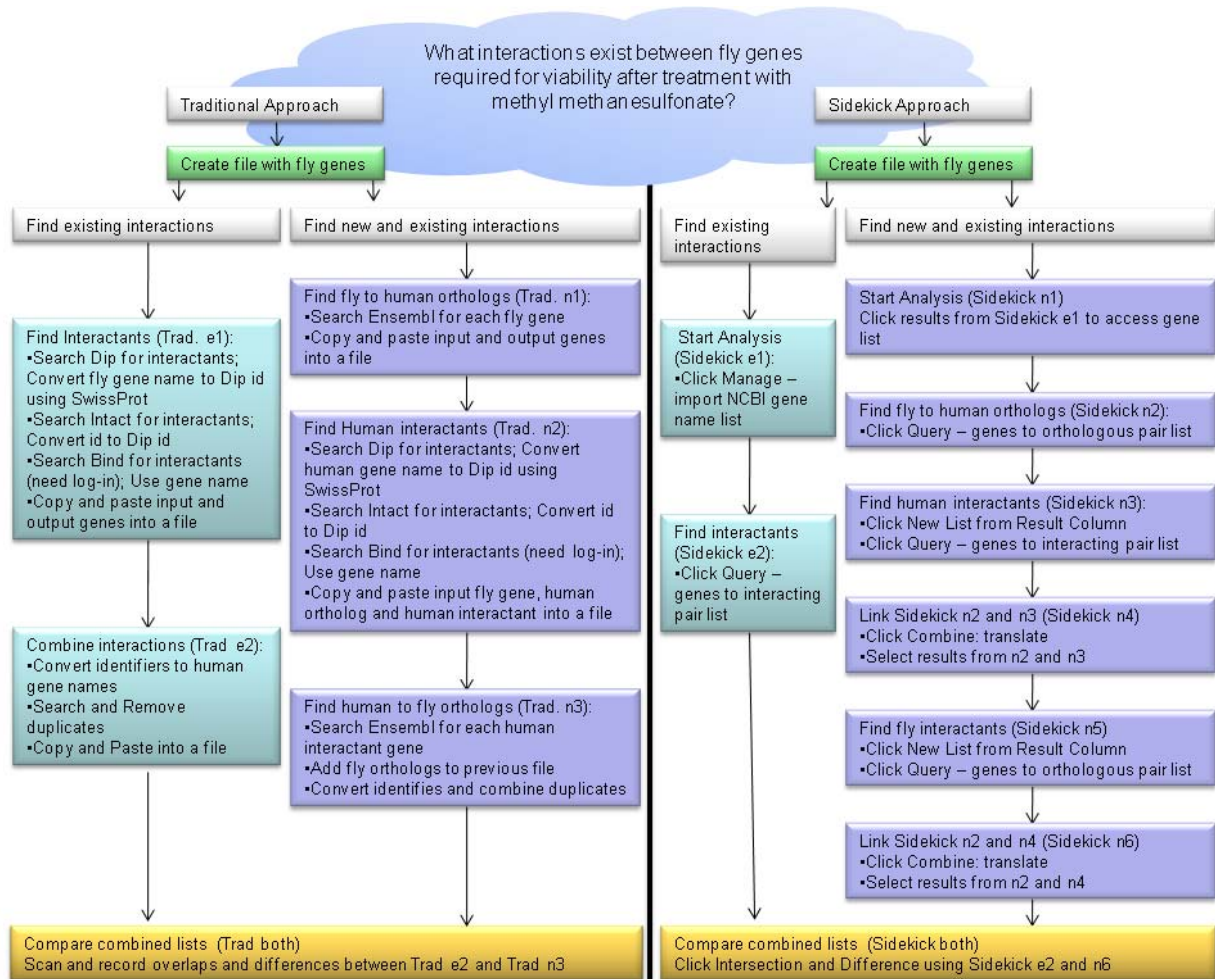 What interactions exist between fly genes
required for viability after treatment with
methyl methanesulfonate?
Traditional Approach
Create file with fly genes
Find existing interactions
Find Interactants (Trad. e1):
▪Search Dip for interactants;
Convert fly gene name to Dip id
using SwissProt
▪Search Intact for interactants;
Convert id to Dip id
▪Search Bind for interactants
(need log-in); Use gene name
▪Copy and paste input and
output genes into a file
Combine interactions (Trad e2):
▪Convert identifiers to human
gene names
▪Search and Remove
duplicates
▪Copy and Paste into a file
Find new and existing interactions
Find fly to human orthologs (Trad. n1):
▪Search Ensembl for each fly gene
▪Copy and paste input and output genes
into a file
Find Human interactants (Trad. n2):
▪Search Dip for interactants; Convert
human gene name to Dip id using
SwissProt
▪Search Intact for interactants; Convert id
to Dip id
▪Search Bind for interactants (need log-in);
Use gene name
▪Copy and paste input fly gene, human
ortholog and human interactant into a file
Find human to fly orthologs (Trad. n3):
▪Search Ensembl for each human
interactant gene
▪Add fly orthologs to previous file
▪Convert identifies and combine duplicates
Compare combined lists (Trad both)
Scan and record overlaps and differences between Trad e2 and Trad n3
Sidekick Approach
Create file with fly genes
Find existing
interactions
Start Analysis
(Sidekick e1):
▪Click Manage –
import NCBI gene
name list
Find interactants
(Sidekick e2):
▪Click Query –
genes to interacting
pair list
Find new and existing interactions
Start Analysis (Sidekick n1)
Click results from Sidekick e1 to access gene
list
Find fly to human orthologs (Sidekick n2):
▪Click Query – genes to orthologous pair list
Find human interactants (Sidekick n3):
▪Click New List from Result Column
▪Click Query – genes to interacting pair list
Link Sidekick n2 and n3 (Sidekick n4)
▪Click Combine: translate
▪Select results from n2 and n3
Find fly interactants (Sidekick n5)
▪Click New List from Result Column
▪Click Query – genes to orthologous pair list
Link Sidekick n2 and n4 (Sidekick n6)
▪Click Combine: translate
▪Select results from n2 and n4
Compare combined lists (Sidekick both)
Click Intersection and Difference using Sidekick e2 and n6